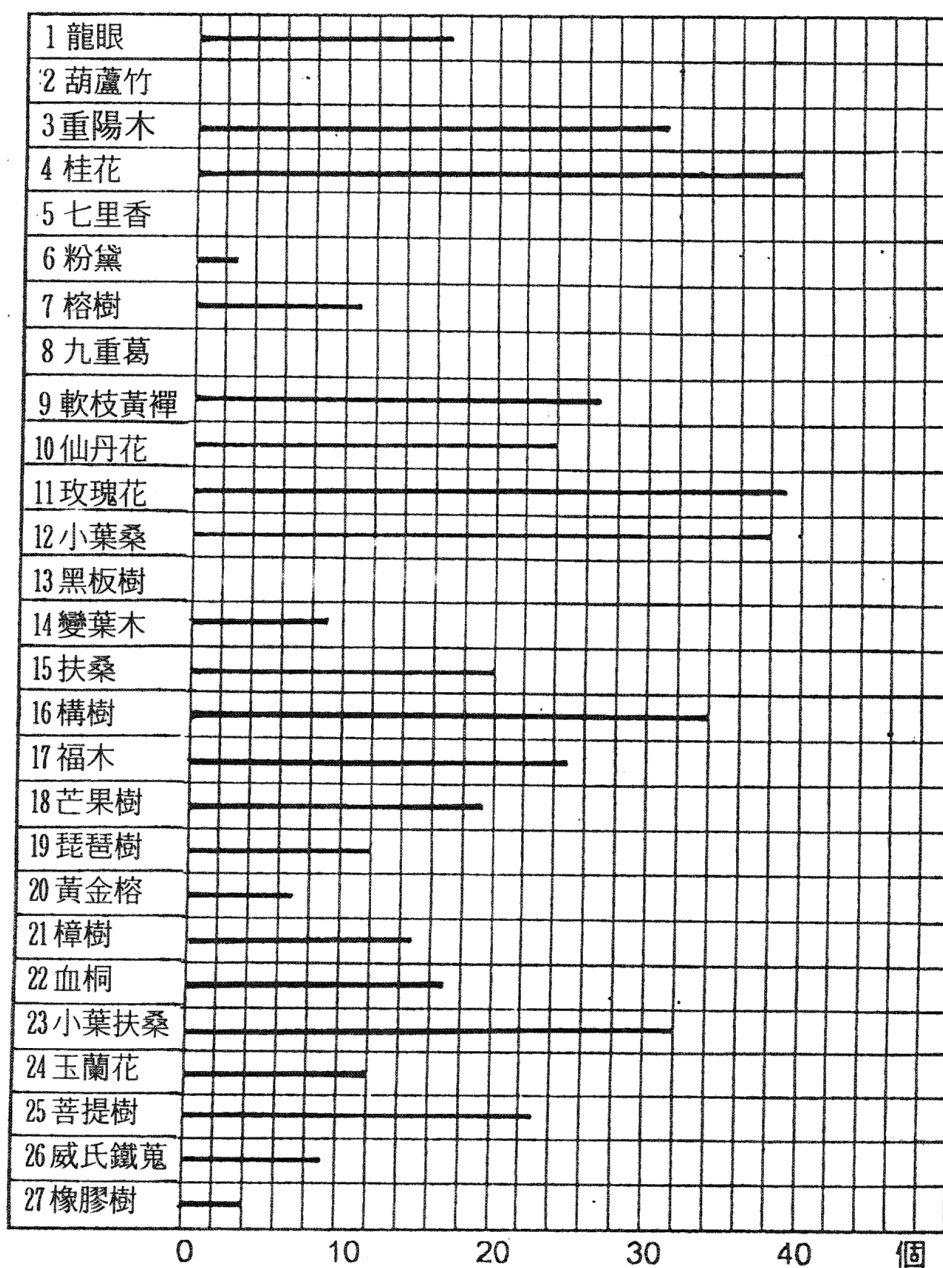 1 龍眼
2 葫蘆竹
3 重陽木
4 桂花
5 七里香
6 粉黛
7 榕樹
8 九重葛
9 軟枝黃褌
10 仙丹花
11 玫瑰花
12 小葉桑
13 黑板樹
14 變葉木
15 扶桑
16 構樹
17 福木
18 芒果樹
19 琵琶樹
20 黃金榕
21 樟樹
22 血桐
23 小葉扶桑
24 玉蘭花
25 菩提樹
26 威氏鐵蒐
27 橡膠樹
0 10 20 30 40 個